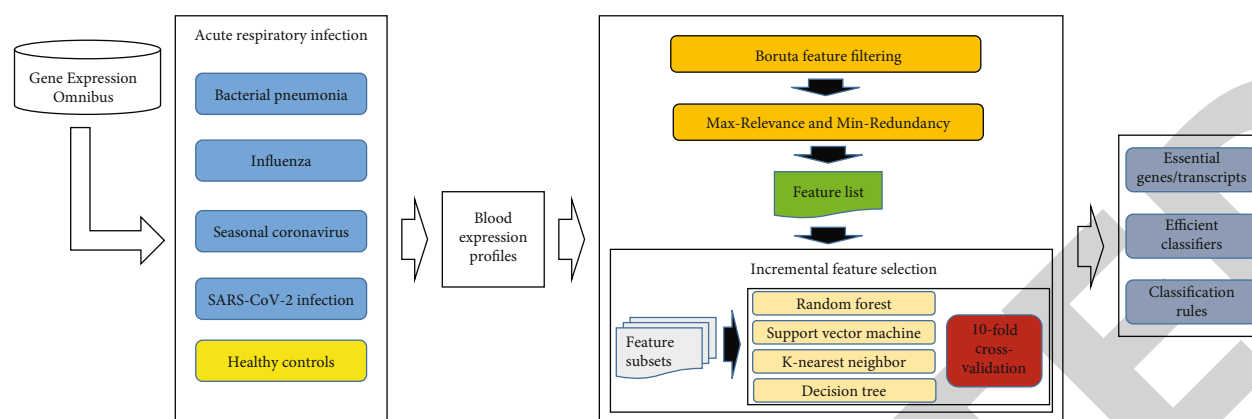 Gene Expression
Omnibus
Acute respiratory infection
Bacterial pneumonia
Influenza
Seasonal coronavirus
SARS-CoV-2 infection
Healthy controls
Blood
expression
profiles
Boruta feature filtering
Max-Relevance and Min-Redundancy
Feature list
Incremental feature selection
Feature
subsets
Random forest
Support vector machine
K-nearest neighbor
Decision tree
10-fold
cross-
validation
Essential
genes/transcripts
Efficient
classifiers
Classification
rules